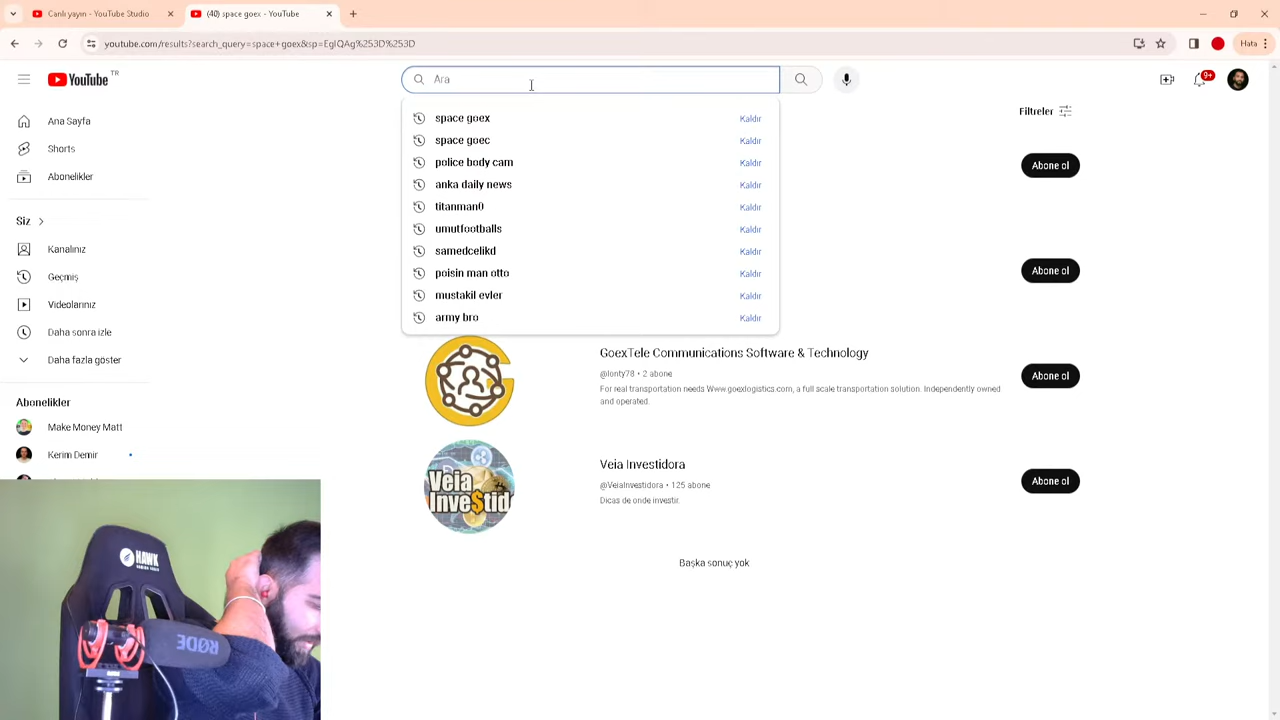 Canlı yayın - YouTube Studio
(40) space goex - YouTube
youtube.com/results?search_query=space+goex&sp=EgIQAg%253D%253D
Hata
YouTube TR
Ara
9+
Filtreler
Ana Sayfa
Shorts
Abonelikler
Siz
Kanalınız
Geçmiş
Videolarınız
Daha sonra izle
Daha fazla göster
Abonelikler
Make Money Matt
Kerim Demir
space goex Kaldır
space goec Kaldır
police body cam Kaldır
anka daily news Kaldır
titanman0 Kaldır
umutfootballs Kaldır
samedcelikd Kaldır
poisin man otto Kaldır
mustakil evler Kaldır
army bro Kaldır
Abone ol
Abone ol
GoexTele Communications Software & Technology
@lonty78 • 2 abone
For real transportation needs Www.goexlogistics.com, a full scale transportation solution. Independently owned
and operated.
Abone ol
Veia Inve$tid
Veia Investidora
@VeiaInvestidora • 125 abone
Dicas de onde investir.
Abone ol
Başka sonuç yok
HAWK
RØDE